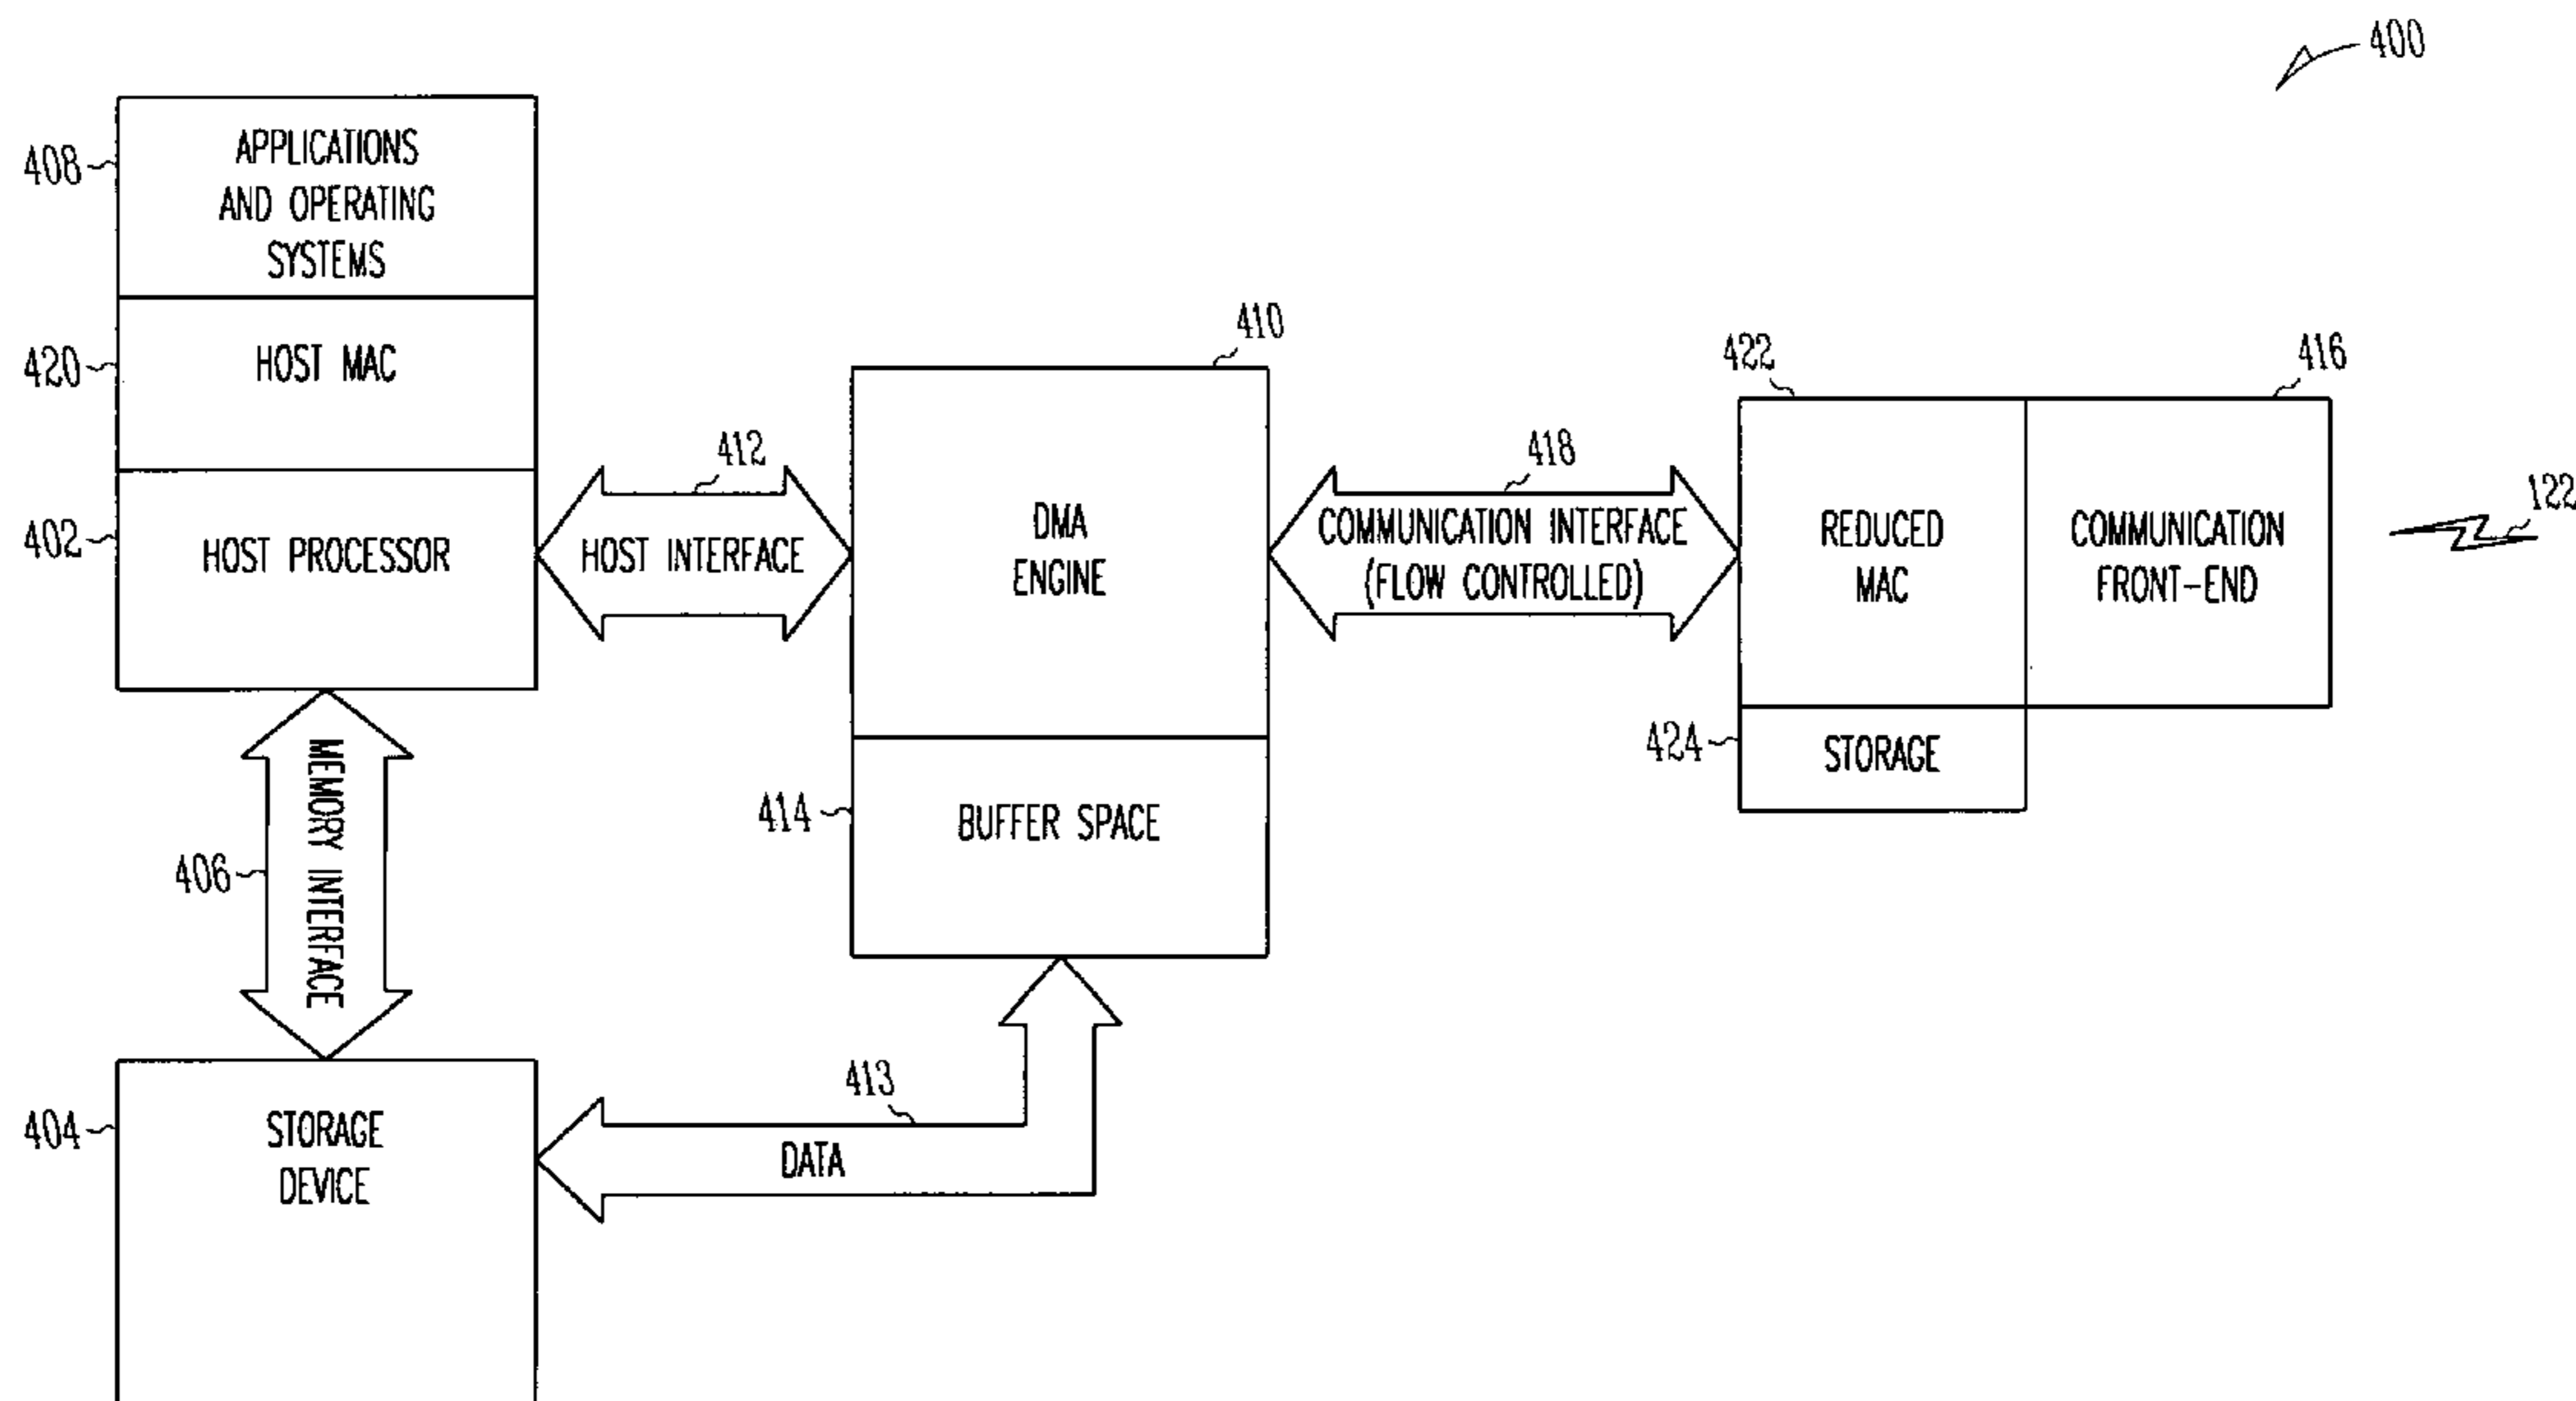 400
408
APPLICATIONS
AND OPERATING
SYSTEMS
420
HOST MAC
402
HOST PROCESSOR
412
HOST INTERFACE
410
DMA
ENGINE
418
COMMUNICATION INTERFACE
(FLOW CONTROLLED)
422
REDUCED
MAC
416
COMMUNICATION
FRONT-END
122
424
STORAGE
414
BUFFER SPACE
406
MEMORY INTERFACE
413
DATA
404
STORAGE
DEVICE